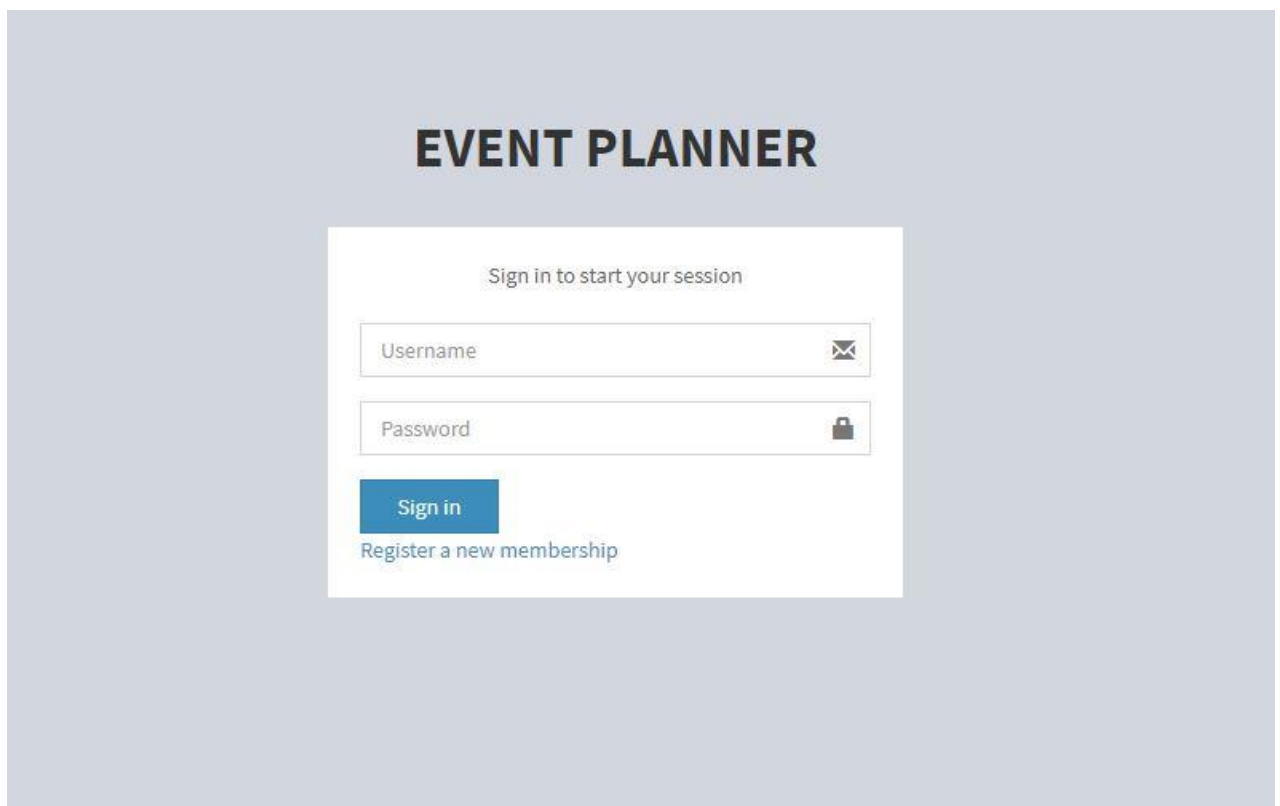 EVENT PLANNER
Sign in to start your session
Username
Password
Sign in
Register a new membership